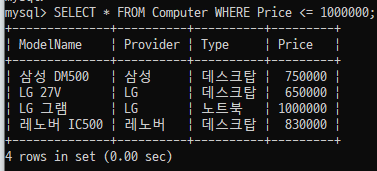 mysql> SELECT * FROM Computer WHERE Price <= 1000000;
+--------------+----------+----------+---------+
| ModelName | Provider | Type | Price |
+--------------+----------+----------+---------+
| 삼성 DM500 | 삼성 | 데스크탑 | 750000 |
| LG 27V | LG | 데스크탑 | 650000 |
| LG 그램 | LG | 노트북 | 1000000 |
| 레노버 IC500 | 레노버 | 데스크탑 | 830000 |
+--------------+----------+----------+---------+
4 rows in set (0.00 sec)